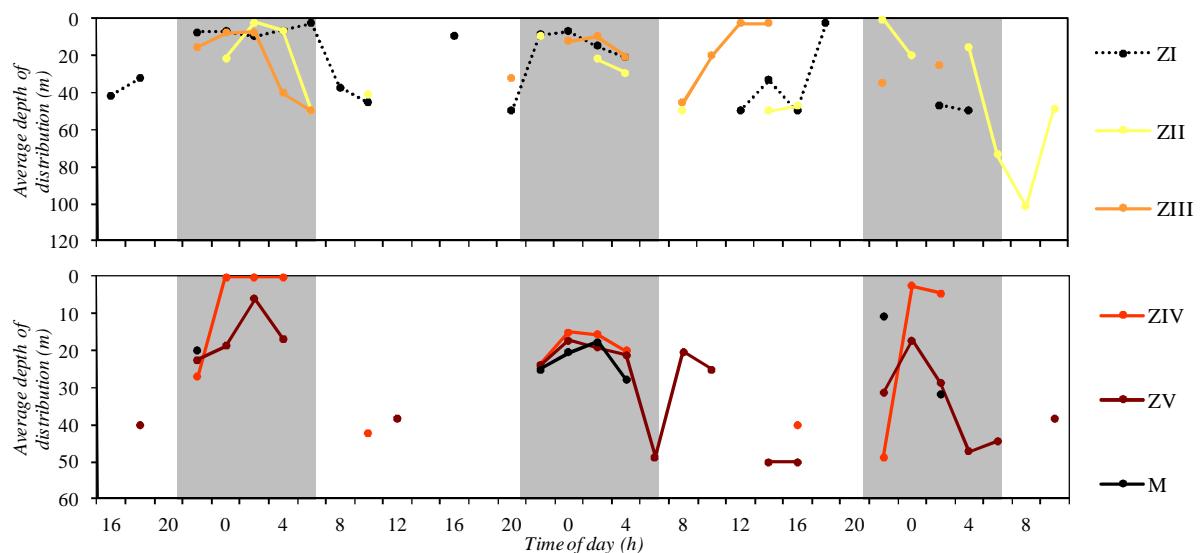 Average depth of
distribution (m)
0
20
40
60
80
100
120
ZI
ZII
ZIII
Average depth of
distribution (m)
0
10
20
30
40
50
60
ZIV
ZV
M
16 20 0 4 8 12 16 20 0 4 8 12 16 20 0 4 8
Time of day (h)